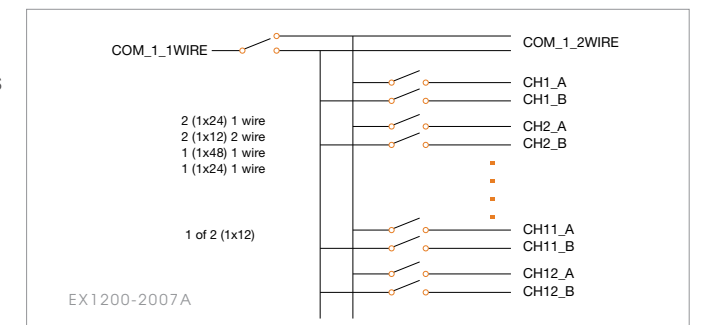 COM_1_1WIRE
COM_1_2WIRE
CH1_A
CH1_B
2 (1x24) 1 wire
2 (1x12) 2 wire
1 (1x48) 1 wire
1 (1x24) 1 wire
CH2_A
CH2_B
1 of 2 (1x12)
CH11_A
CH11_B
CH12_A
CH12_B
EX1200-2007A